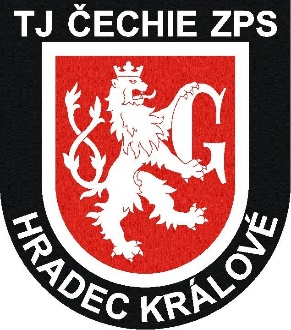 TJ ČECHIE ZPS
G
HRADEC KRÁLOVÉ